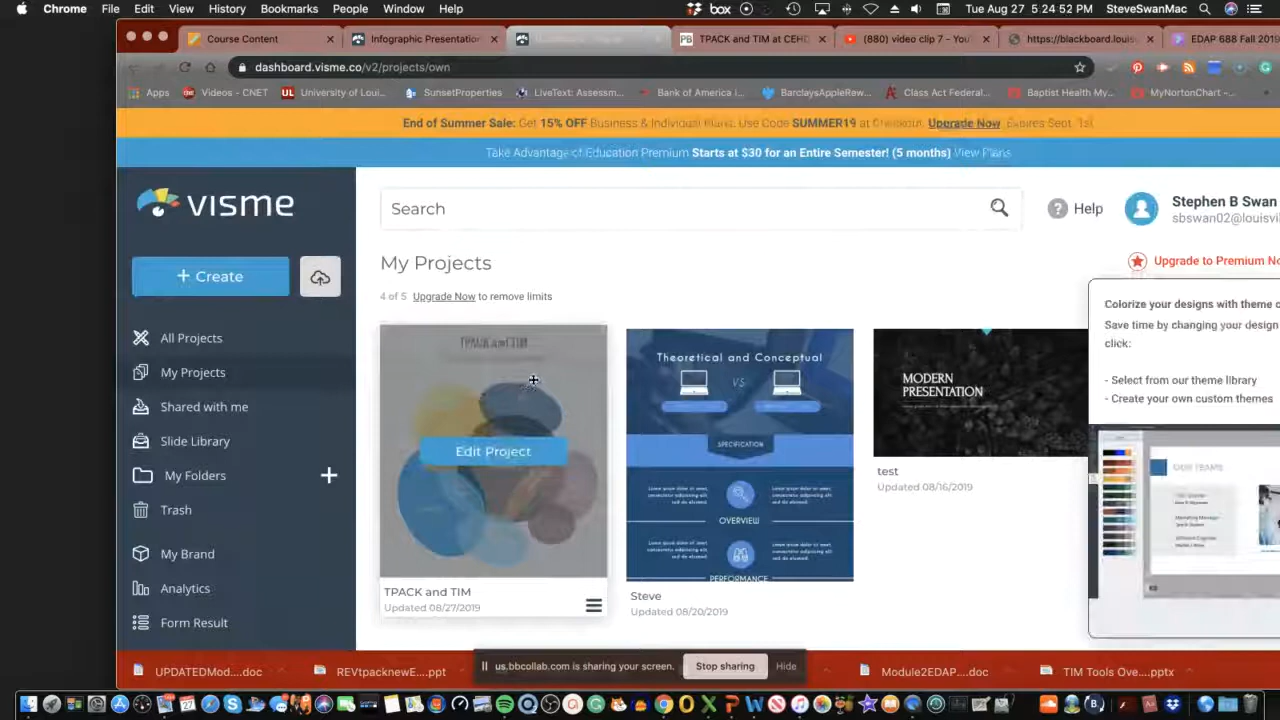 Chrome File Edit View History Bookmarks People Window Help Tue Aug 27 5:24:52 PM SteveSwanMac
Course Content Infographic Presentation PB TPACK and TIM at CEHD (880) video clip 7 - You https://blackboard.louis EDAP 688 Fall 2019
dashboard.visme.co/v2/projects/own
Apps Videos - CNET UL University of Loui... SunsetProperties LiveText: Assessm... Bank of America |... BarclaysAppleRew... Class Act Federal... Baptist Health My... MyNortonChart -...
End of Summer Sale: Get 15% OFF Business & Individual Plans. Use Code SUMMER19 at Checkout. Upgrade Now Expires Sept. 1st
Take Advantage of Education Premium Starts at $30 for an Entire Semester! (5 months) View Plans
visme
Search
? Help
Stephen B Swan
sbswan02@louisvil
+ Create
My Projects
Upgrade to Premium No
4 of 5 Upgrade Now to remove limits
Colorize your designs with theme c
Save time by changing your design
click:
- Select from our theme library
- Create your own custom themes
All Projects
My Projects
Shared with me
Slide Library
My Folders +
Trash
My Brand
Analytics
Form Result
TPACK and TIM
Edit Project
TPACK and TIM
Updated 08/27/2019
Theoretical and Conceptual
VS
SPECIFICATION
OVERVIEW
PERFORMANCE
Steve
Updated 08/20/2019
MODERN
PRESENTATION
test
Updated 08/16/2019
OUR TEAMS
us.bbcollab.com is sharing your screen. Stop sharing Hide
UPDATEDMod....doc REVtpacknewE....ppt Module2EDAP....doc TIM Tools Ove....pptx